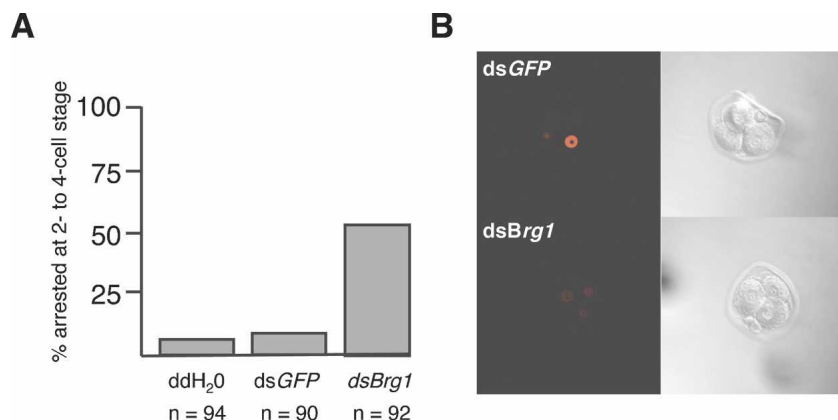 A
% arrested at 2- to 4-cell stage
100
75
50
25
ddH₂0
dsGFP
dsBrg1
n = 94
n = 90
n = 92
B
dsGFP
dsBrg1